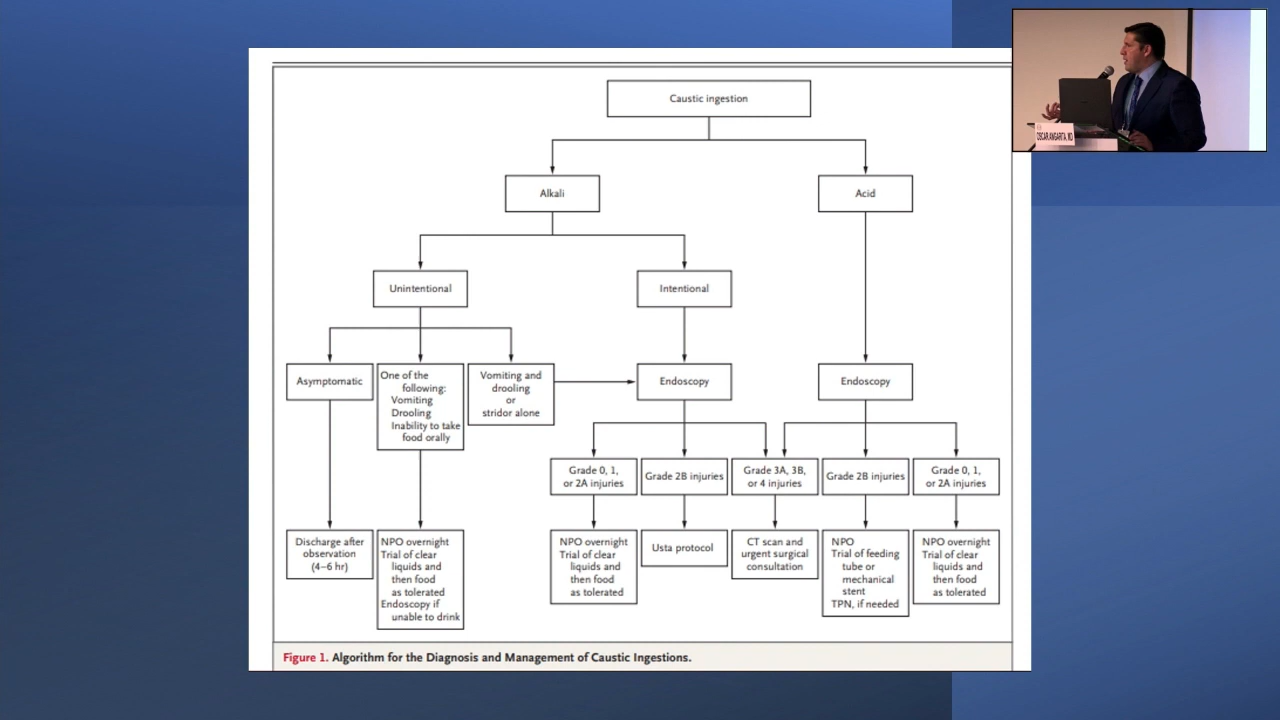 Caustic ingestion
Alkali
Acid
Unintentional
Intentional
Asymptomatic
One of the
following:
Vomiting
Drooling
Inability to take
food orally
Vomiting and
drooling
or
stridor alone
Endoscopy
Endoscopy
Grade 0, 1,
or 2A injuries
Grade 2B injuries
Grade 3A, 3B,
or 4 injuries
Grade 2B injuries
Grade 0, 1,
or 2A injuries
Discharge after
observation
(4–6 hr)
NPO overnight
Trial of clear
liquids and
then food
as tolerated
Endoscopy if
unable to drink
NPO overnight
Trial of clear
liquids and
then food
as tolerated
Usta protocol
CT scan and
urgent surgical
consultation
NPO
Trial of feeding
tube or
mechanical
stent
TPN, if needed
NPO overnight
Trial of clear
liquids and
then food
as tolerated
Figure 1. Algorithm for the Diagnosis and Management of Caustic Ingestions.
OSCAR ANGARITA, MD